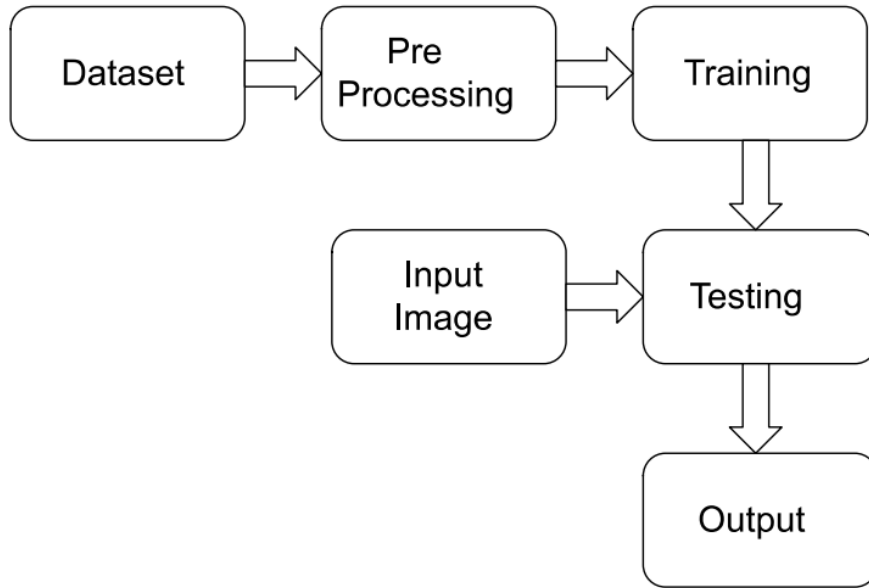 Dataset
Pre
Processing
Training
Input
Image
Testing
Output